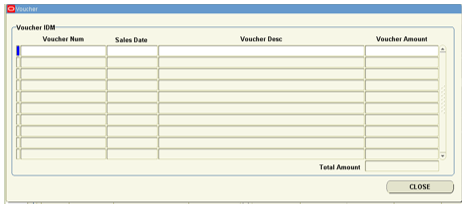 Voucher
Voucher IDM
Voucher Num Sales Date Voucher Desc Voucher Amount
Total Amount
CLOSE